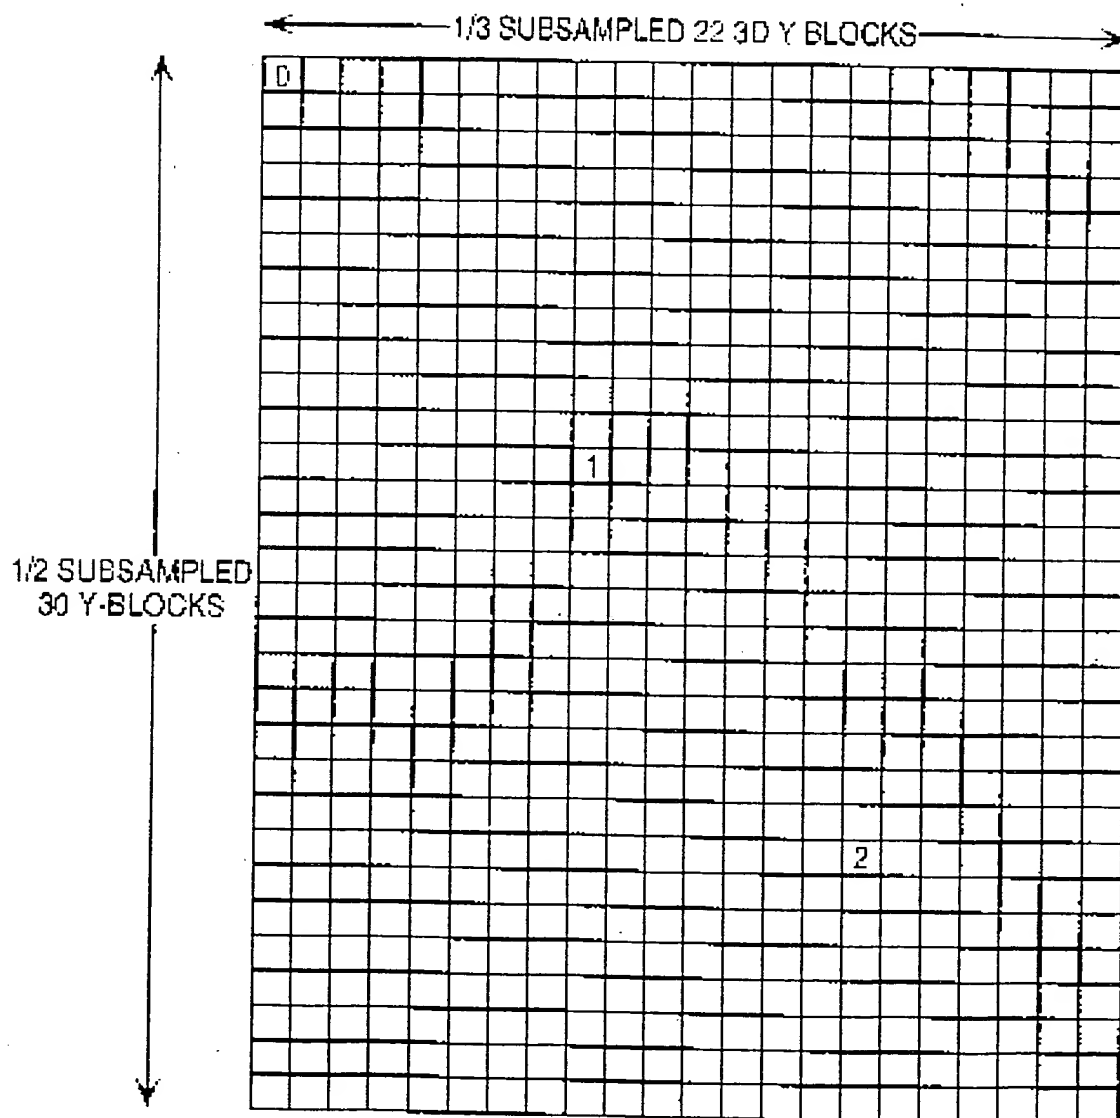 1/3 SUBSAMPLED 22 3D Y BLOCKS
D
1
1/2 SUBSAMPLED
30 Y-BLOCKS
2